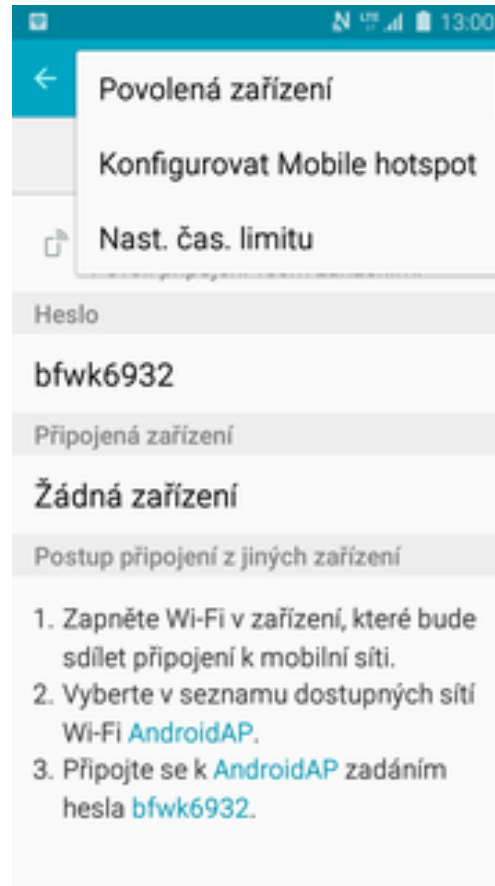 LTE 13:00
Povolená zařízení
Konfigurovat Mobile hotspot
Nast. čas. limitu
Heslo
bfwk6932
Připojená zařízení
Žádná zařízení
Postup připojení z jiných zařízení
1. Zapněte Wi-Fi v zařízení, které bude
sdílet připojení k mobilní síti.
2. Vyberte v seznamu dostupných sítí
Wi-Fi AndroidAP.
3. Připojte se k AndroidAP zadáním
hesla bfwk6932.